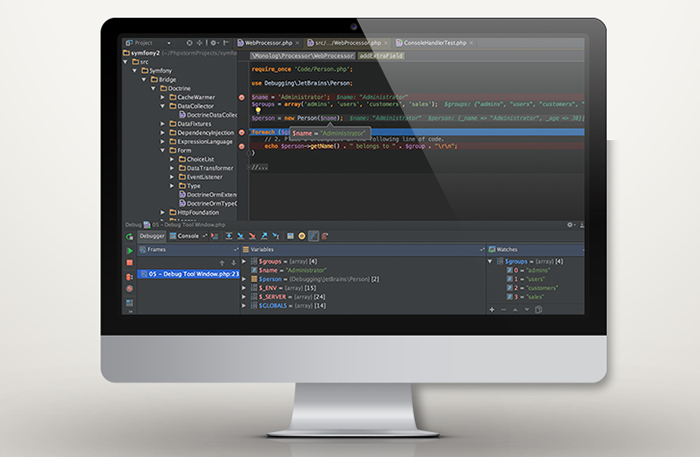 Project
WebProcessor.php
src/.../WebProcessor.php
ConsoleHandlerTest.php
symfony2 (~/PhpstormProjects/symfony
\Monolog\Processor\WebProcessor addExtraField
src
Symfony
Bridge
Doctrine
CacheWarmer
DataCollector
DoctrineDataCollec
DataFixtures
DependencyInjection
ExpressionLanguage
Form
ChoiceList
DataTransformer
EventListener
Type
DoctrineOrmExten
DoctrineOrmTypeG
HttpFoundation
require_once 'Code/Person.php';
use Debugging\JetBrains\Person;
$name = 'Administrator'; $name: "Administrator"
$groups = array('admins', 'users', 'customers', 'sales'); $groups: {"admins", "users", "customers", "
$person = new Person($name); $name: "Administrator" $person: {_name => "Administrator", _age => 30}
foreach ($g
$name = "Administrator"
// 2. the following line of code.
echo $person->getName() . " belongs to " . $group . "\r\n";
}
//...
Debug 05 - Debug Tool Window.php
Debugger Console
Frames
Variables
Watches
05 - Debug Tool Window.php:23
$groups = {array} [4]
$name = "Administrator"
$person = {Debugging\JetBrains\Person} [2]
$_ENV = {array} [15]
$_SERVER = {array} [24]
$GLOBALS = {array} [14]
$groups = {array} [4]
0 = "admins"
1 = "users"
2 = "customers"
3 = "sales"